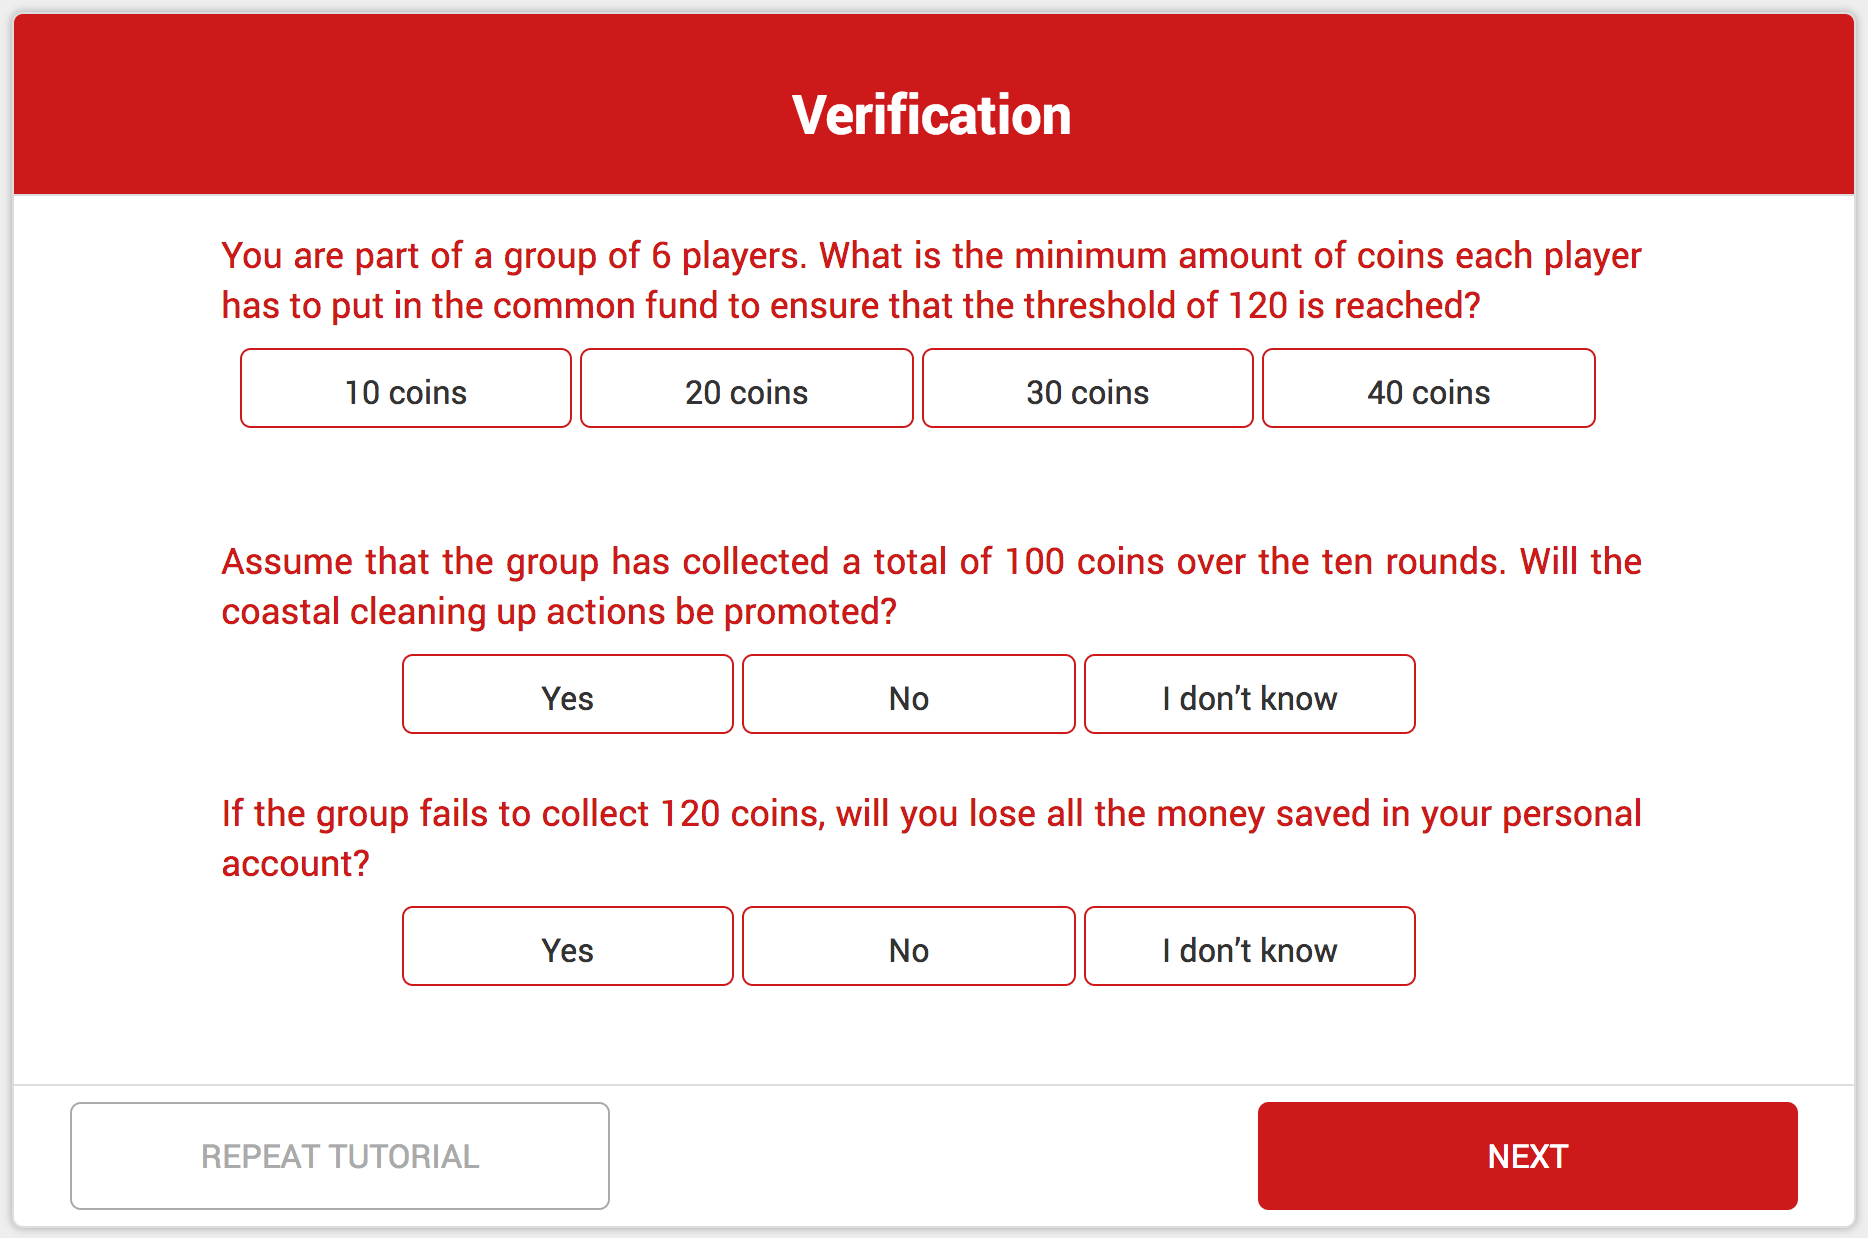 Verification
You are part of a group of 6 players. What is the minimum amount of coins each player
has to put in the common fund to ensure that the threshold of 120 is reached?
10 coins
20 coins
30 coins
40 coins
Assume that the group has collected a total of 100 coins over the ten rounds. Will the
coastal cleaning up actions be promoted?
Yes
No
I don’t know
If the group fails to collect 120 coins, will you lose all the money saved in your personal
account?
Yes
No
I don’t know
REPEAT TUTORIAL
NEXT